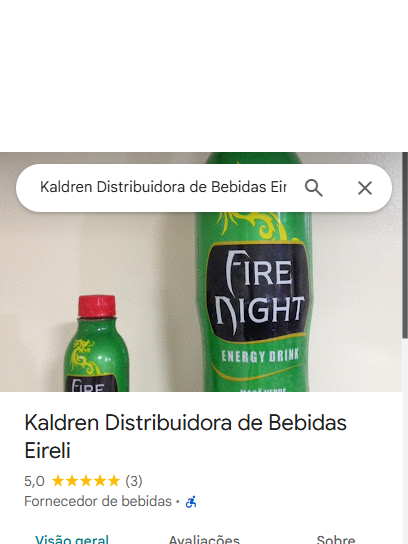 Kaldren Distribuidora de Bebidas Eir
FIRE
NIGHT
ENERGY DRINK
FIRE
Kaldren Distribuidora de Bebidas
Eireli
5,0 (3)
Fornecedor de bebidas ·
Visão geral Avaliações Sobre